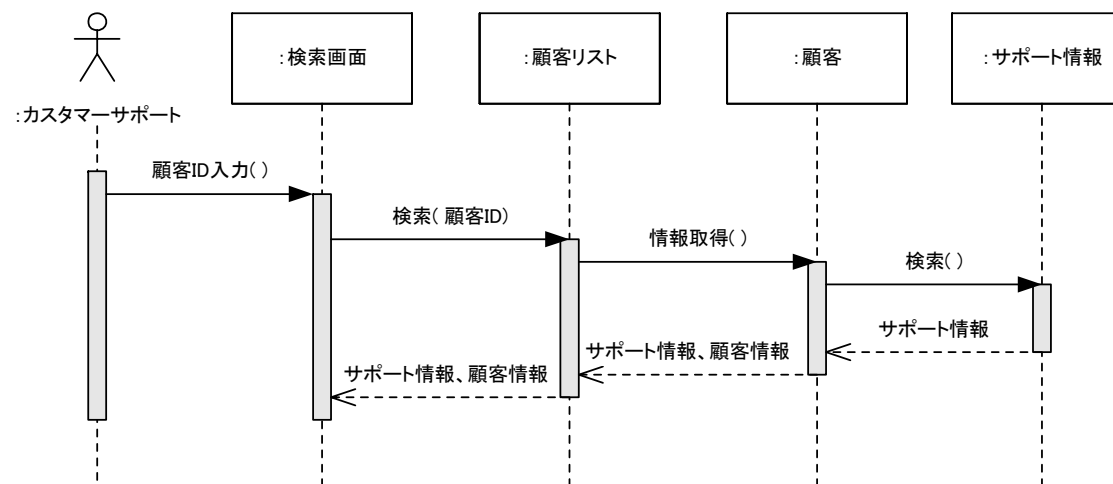 :検索画面
:顧客リスト
:顧客
:サポート情報
:カスタマーサポート
顧客ID入力( )
検索( 顧客ID)
情報取得( )
検索( )
サポート情報
サポート情報、顧客情報
サポート情報、顧客情報